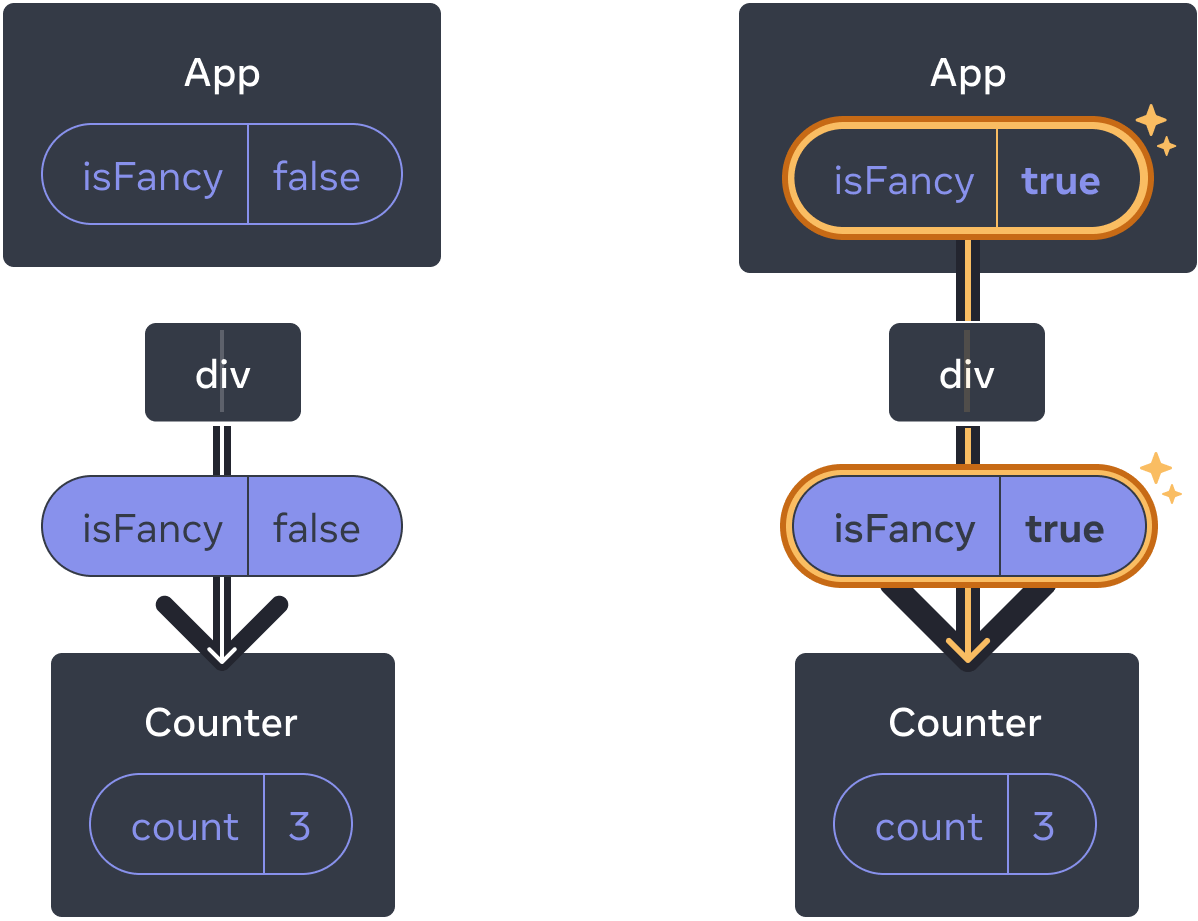 App
isFancy false
div
isFancy false
Counter
count 3
App
isFancy true
div
isFancy true
Counter
count 3